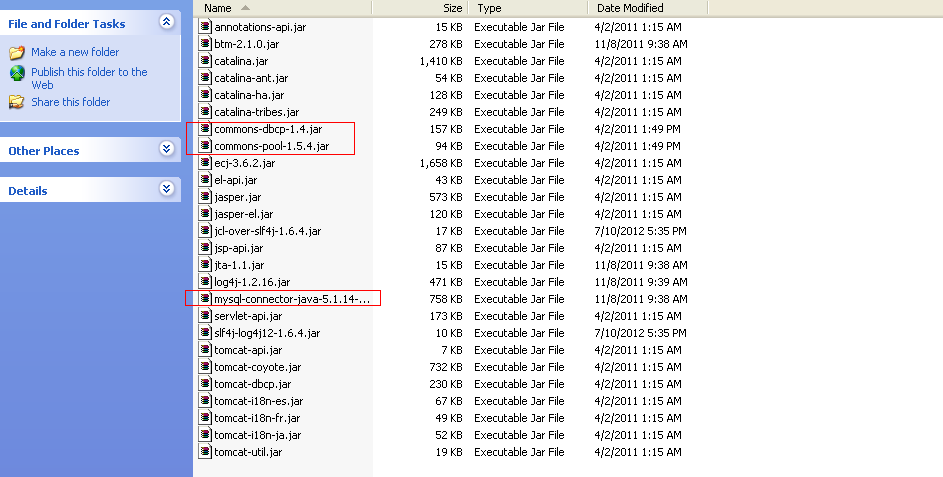 File and Folder Tasks
Make a new folder
Publish this folder to the
Web
Share this folder
Other Places
Details
Name Size Type Date Modified
annotations-api.jar 15 KB Executable Jar File 4/2/2011 1:15 AM
btm-2.1.0.jar 278 KB Executable Jar File 11/8/2011 9:38 AM
catalina.jar 1,410 KB Executable Jar File 4/2/2011 1:15 AM
catalina-ant.jar 54 KB Executable Jar File 4/2/2011 1:15 AM
catalina-ha.jar 128 KB Executable Jar File 4/2/2011 1:15 AM
catalina-tribes.jar 249 KB Executable Jar File 4/2/2011 1:15 AM
commons-dbcp-1.4.jar 157 KB Executable Jar File 4/2/2011 1:49 PM
commons-pool-1.5.4.jar 94 KB Executable Jar File 4/2/2011 1:49 PM
ecj-3.6.2.jar 1,658 KB Executable Jar File 4/2/2011 1:15 AM
el-api.jar 43 KB Executable Jar File 4/2/2011 1:15 AM
jasper.jar 573 KB Executable Jar File 4/2/2011 1:15 AM
jasper-el.jar 120 KB Executable Jar File 4/2/2011 1:15 AM
jcl-over-slf4j-1.6.4.jar 17 KB Executable Jar File 7/10/2012 5:35 PM
jsp-api.jar 87 KB Executable Jar File 4/2/2011 1:15 AM
jta-1.1.jar 15 KB Executable Jar File 11/8/2011 9:38 AM
log4j-1.2.16.jar 471 KB Executable Jar File 11/8/2011 9:39 AM
mysql-connector-java-5.1.14-... 758 KB Executable Jar File 11/8/2011 9:38 AM
servlet-api.jar 173 KB Executable Jar File 4/2/2011 1:15 AM
slf4j-log4j12-1.6.4.jar 10 KB Executable Jar File 7/10/2012 5:35 PM
tomcat-api.jar 7 KB Executable Jar File 4/2/2011 1:15 AM
tomcat-coyote.jar 732 KB Executable Jar File 4/2/2011 1:15 AM
tomcat-dbcp.jar 230 KB Executable Jar File 4/2/2011 1:15 AM
tomcat-i18n-es.jar 67 KB Executable Jar File 4/2/2011 1:15 AM
tomcat-i18n-fr.jar 49 KB Executable Jar File 4/2/2011 1:15 AM
tomcat-i18n-ja.jar 52 KB Executable Jar File 4/2/2011 1:15 AM
tomcat-util.jar 19 KB Executable Jar File 4/2/2011 1:15 AM